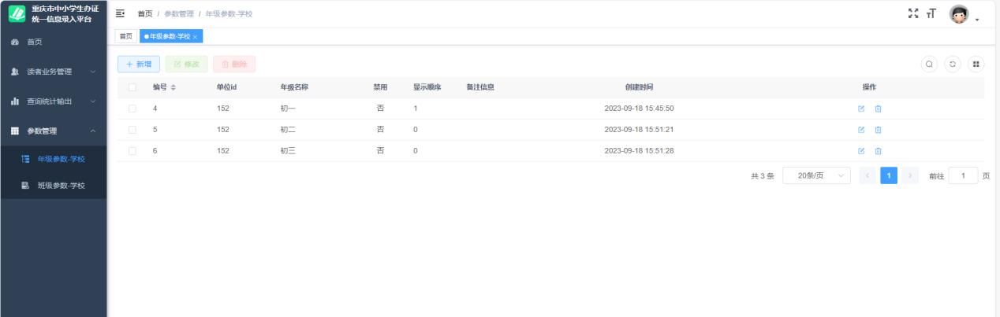 重庆市中小学生办证
统一信息录入平台
首页
读者业务管理
查询统计输出
参数管理
年级参数-学校
班级参数-学校
首页 / 参数管理 / 年级参数-学校
首页 年级参数-学校
新增 修改 删除
编号 单位id 年级名称 禁用 显示顺序 备注信息 创建时间 操作
4 152 初一 否 1 2023-09-18 15:45:50
5 152 初二 否 0 2023-09-18 15:51:21
6 152 初三 否 0 2023-09-18 15:51:28
共 3 条 20条/页 1 前往 1 页